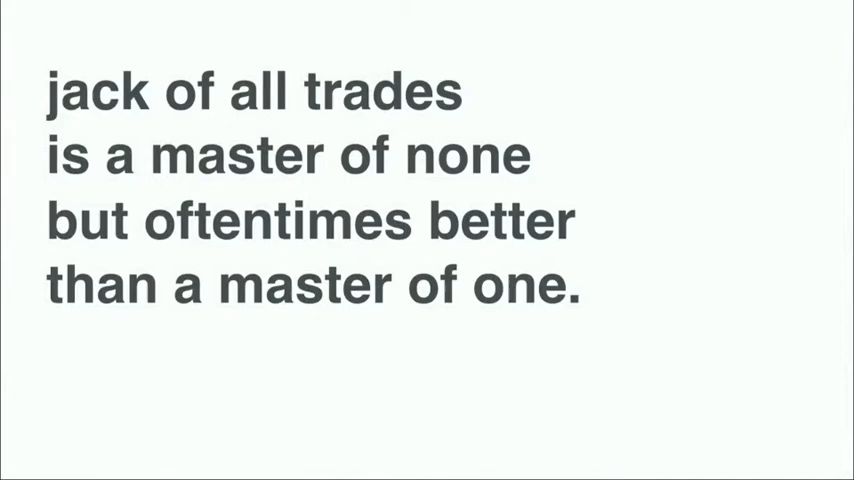 jack of all trades
is a master of none
but oftentimes better
than a master of one.